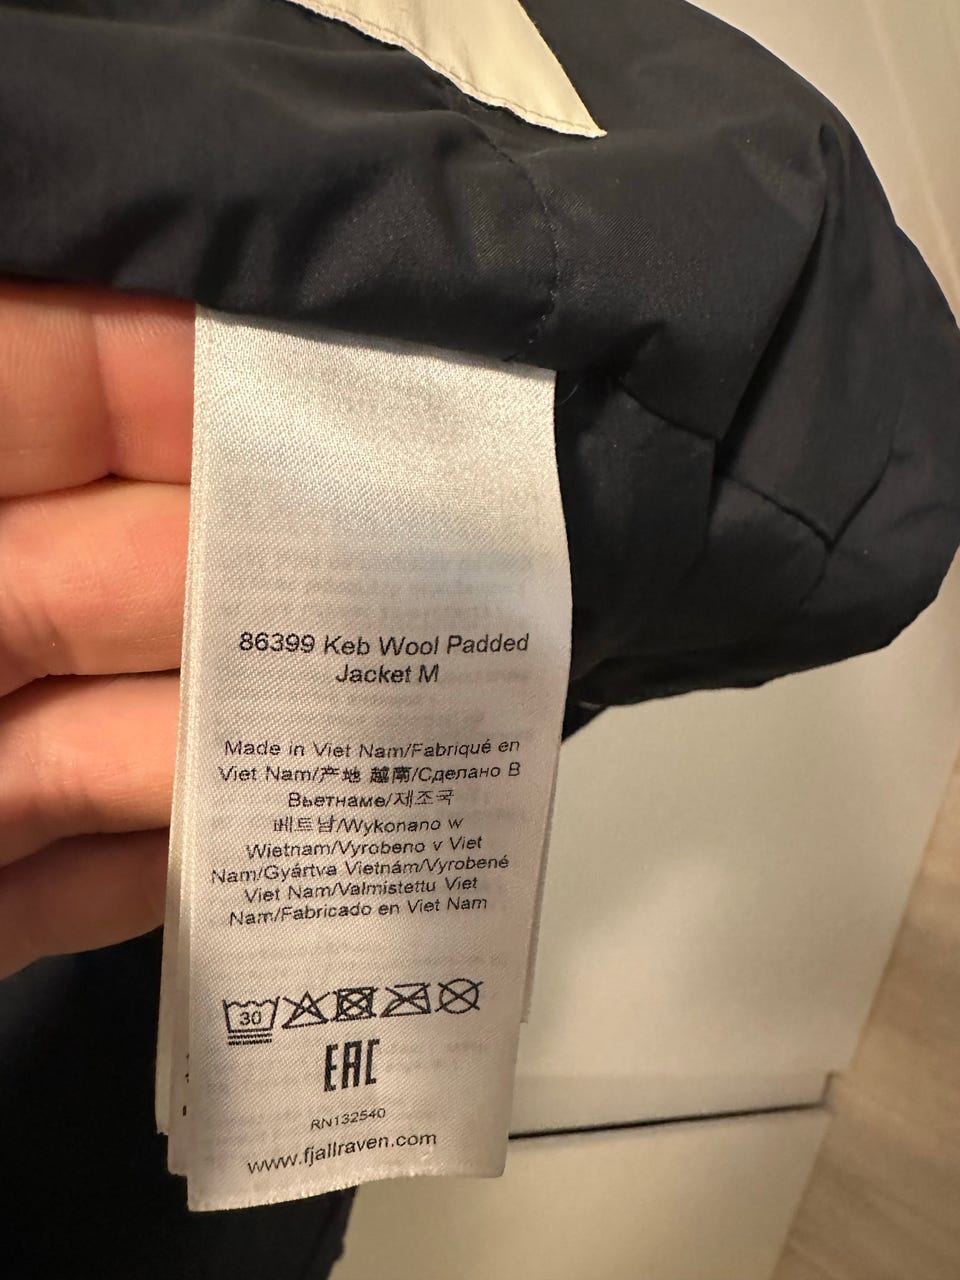 86399 Keb Wool Padded
Jacket M
Made in Viet Nam/Fabriqué en
Viet Nam/产地 越南/Сделано В
Вьетнаме/제조국
베트남/Wykonano w
Wietnam/Vyrobeno v Viet
Nam/Gyártva Vietnám/Vyrobené
Viet Nam/Valmistettu Viet
Nam/Fabricado en Viet Nam
30
EAC
RN132540
www.fjallraven.com